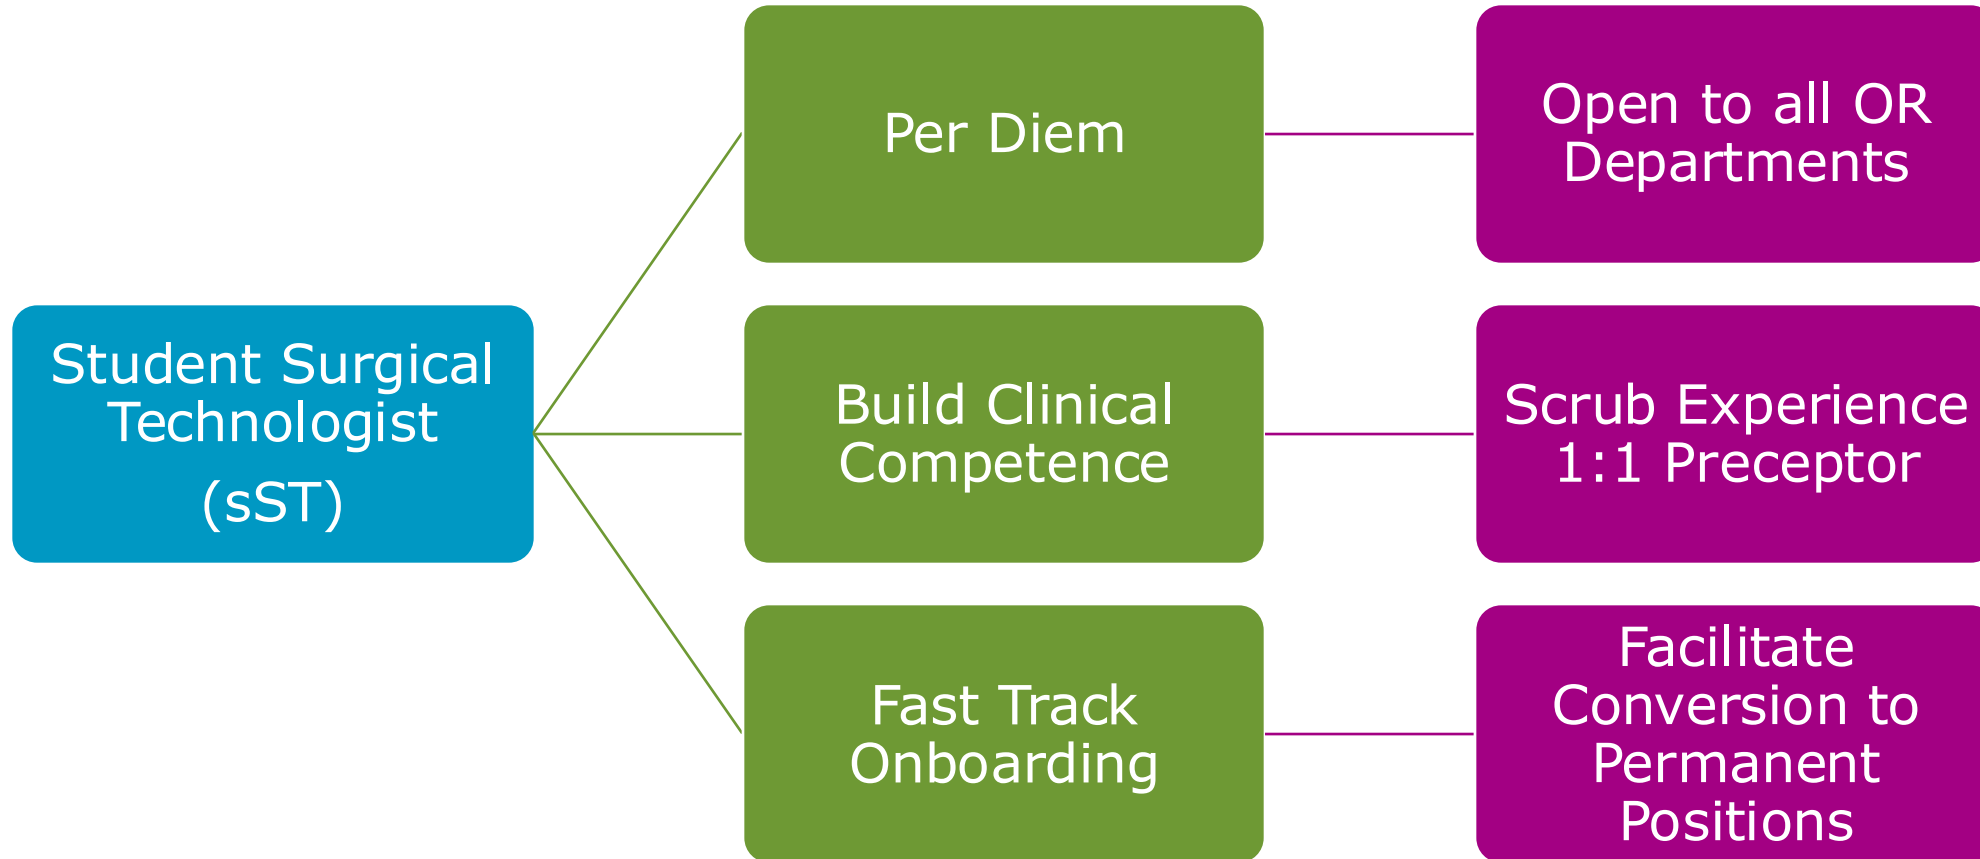 Student Surgical
Technologist
(sST)
Per Diem
Open to all OR
Departments
Build Clinical
Competence
Scrub Experience
1:1 Preceptor
Fast Track
Onboarding
Facilitate
Conversion to
Permanent
Positions